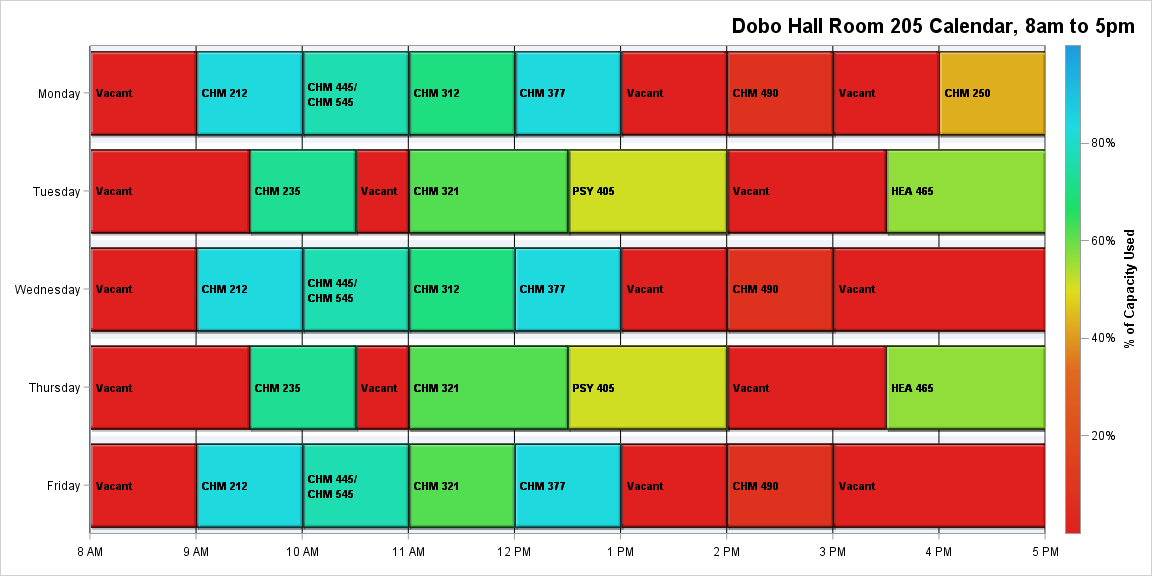 Dobo Hall Room 205 Calendar, 8am to 5pm
Monday
Vacant
CHM 212
CHM 445/
CHM 545
CHM 312
CHM 377
Vacant
CHM 490
Vacant
CHM 250
Tuesday
Vacant
CHM 235
Vacant
CHM 321
PSY 405
Vacant
HEA 465
Wednesday
Vacant
CHM 212
CHM 445/
CHM 545
CHM 312
CHM 377
Vacant
CHM 490
Vacant
Thursday
Vacant
CHM 235
Vacant
CHM 321
PSY 405
Vacant
HEA 465
Friday
Vacant
CHM 212
CHM 445/
CHM 545
CHM 321
CHM 377
Vacant
CHM 490
Vacant
8 AM
9 AM
10 AM
11 AM
12 PM
1 PM
2 PM
3 PM
4 PM
5 PM
80%
60%
40%
20%
% of Capacity Used